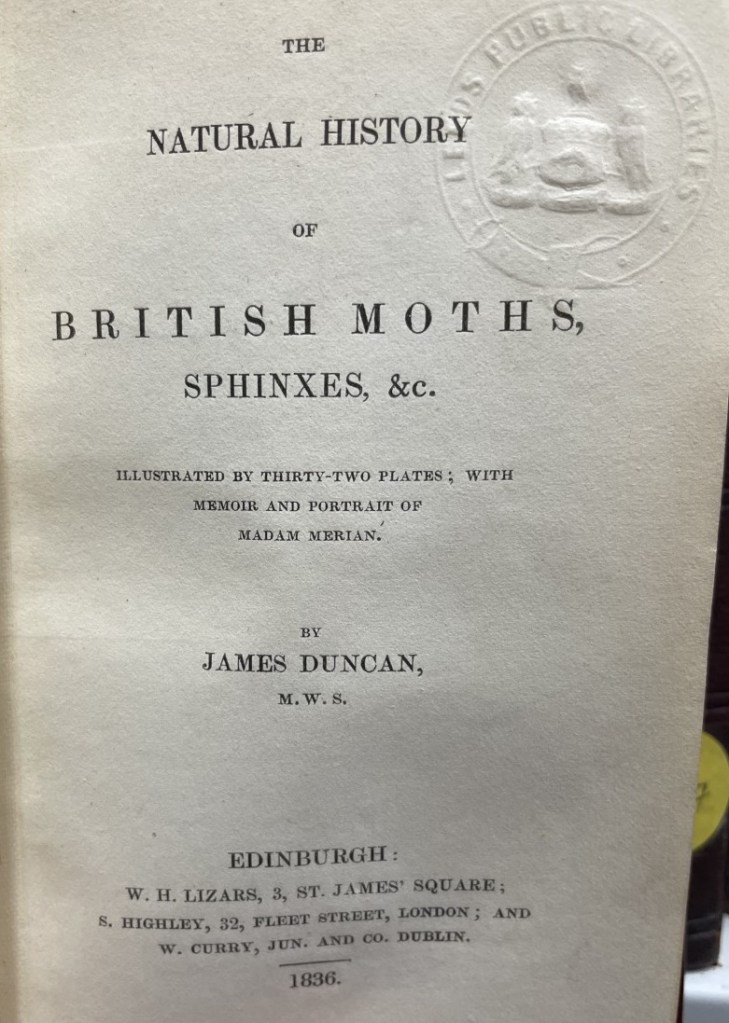 THE
NATURAL HISTORY
OF
BRITISH MOTHS,
SPHINXES, &c.
ILLUSTRATED BY THIRTY-TWO PLATES; WITH
MEMOIR AND PORTRAIT OF
MADAM MERIAN.
BY
JAMES DUNCAN,
M.W.S.
EDINBURGH:
W. H. LIZARS, 3, ST. JAMES' SQUARE;
S. HIGHLEY, 32, FLEET STREET, LONDON; AND
W. CURRY, JUN. AND CO. DUBLIN.
1836.
LEEDS PUBLIC LIBRARIES